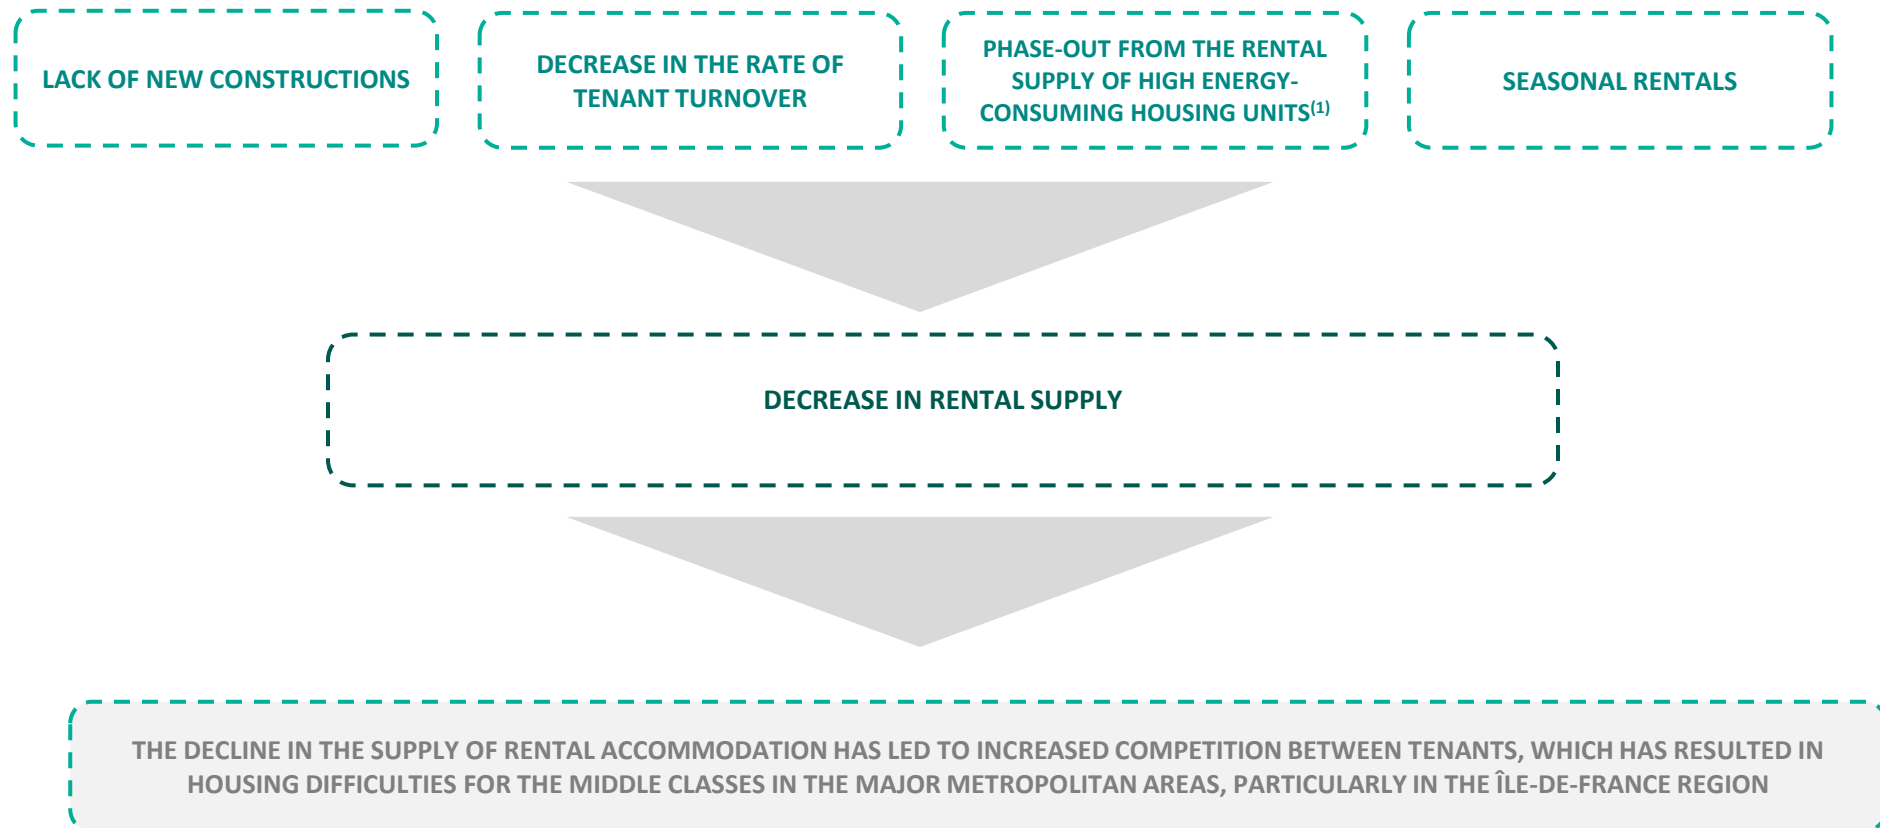 LACK OF NEW CONSTRUCTIONS
DECREASE IN THE RATE OF
TENANT TURNOVER
PHASE-OUT FROM THE RENTAL
SUPPLY OF HIGH ENERGY-
CONSUMING HOUSING UNITS(1)
SEASONAL RENTALS
DECREASE IN RENTAL SUPPLY
THE DECLINE IN THE SUPPLY OF RENTAL ACCOMMODATION HAS LED TO INCREASED COMPETITION BETWEEN TENANTS, WHICH HAS RESULTED IN
HOUSING DIFFICULTIES FOR THE MIDDLE CLASSES IN THE MAJOR METROPOLITAN AREAS, PARTICULARLY IN THE ÎLE-DE-FRANCE REGION